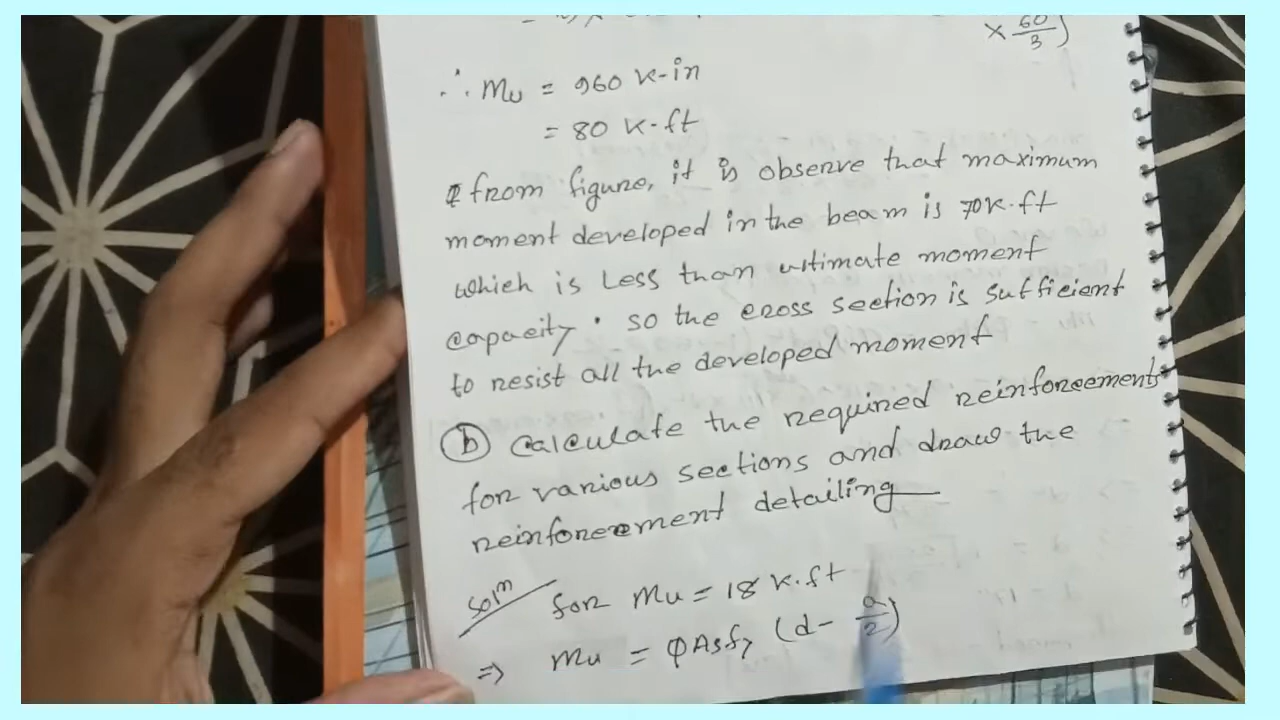 × 60/3)
∴ Mu = 960 K-in
= 80 K-ft
from figure, it is observe that maximum
moment developed in the beam is 70K.ft
which is less than ultimate moment
capacity. so the cross section is sufficient
to resist all the developed moment
(b) calculate the required reinforcements
for various sections and draw the
reinforcement detailing
Soln for Mu = 18 K.ft
⇒ Mu = φAsfy (d - a/2)